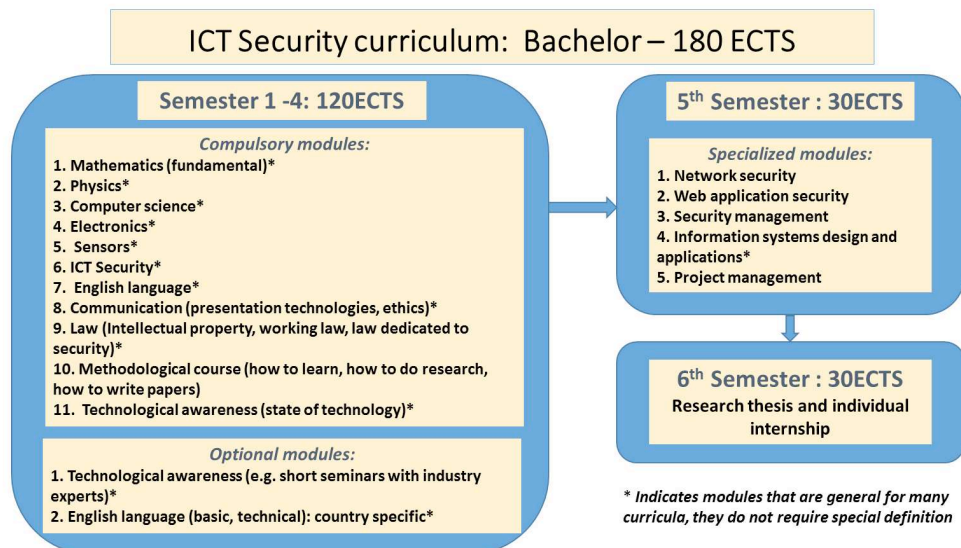 ICT Security curriculum: Bachelor – 180 ECTS
Semester 1 -4: 120ECTS
Compulsory modules:
1. Mathematics (fundamental)*
2. Physics*
3. Computer science*
4. Electronics*
5. Sensors*
6. ICT Security*
7. English language*
8. Communication (presentation technologies, ethics)*
9. Law (Intellectual property, working law, law dedicated to
security)*
10. Methodological course (how to learn, how to do research,
how to write papers)
11. Technological awareness (state of technology)*
Optional modules:
1. Technological awareness (e.g. short seminars with industry
experts)*
2. English language (basic, technical): country specific*
5th Semester : 30ECTS
Specialized modules:
1. Network security
2. Web application security
3. Security management
4. Information systems design and
applications*
5. Project management
6th Semester : 30ECTS
Research thesis and individual
internship
* Indicates modules that are general for many
curricula, they do not require special definition